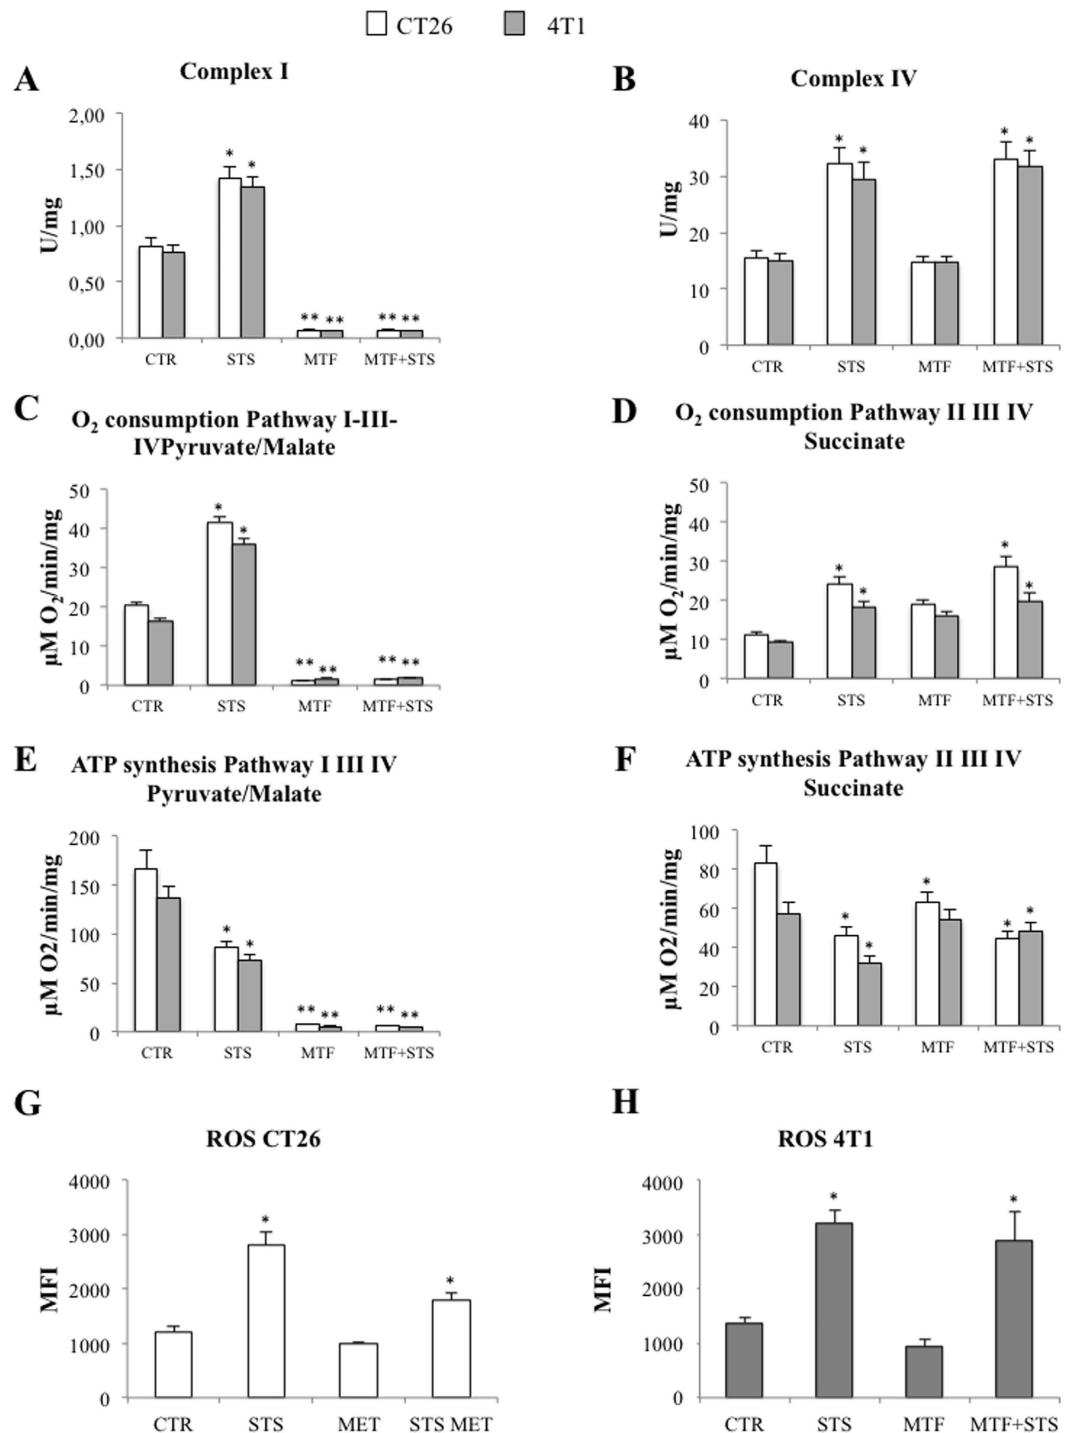 CT26 4T1
A Complex I
2,00
1,50
1,00
0,50
0,00
U/mg
* *
** ** ** **
CTR STS MTF MTF+STS
B Complex IV
40
30
20
10
0
U/mg
* * * *
CTR STS MTF MTF+STS
C O₂ consumption Pathway I-III-
IVPyruvate/Malate
50
40
30
20
10
0
µM O₂/min/mg
* *
** ** ** **
CTR STS MTF MTF+STS
D O₂ consumption Pathway II III IV
Succinate
50
40
30
20
10
0
µM O₂/min/mg
* * * *
CTR STS MTF MTF+STS
E ATP synthesis Pathway I III IV
Pyruvate/Malate
200
150
100
50
0
µM O2/min/mg
* *
** ** ** **
CTR STS MTF MTF+STS
F ATP synthesis Pathway II III IV
Succinate
100
80
60
40
20
0
µM O2/min/mg
* * * * *
CTR STS MTF MTF+STS
G
ROS CT26
4000
3000
2000
1000
0
MFI
* *
CTR STS MET STS MET
H
ROS 4T1
4000
3000
2000
1000
0
MFI
* *
CTR STS MTF MTF+STS